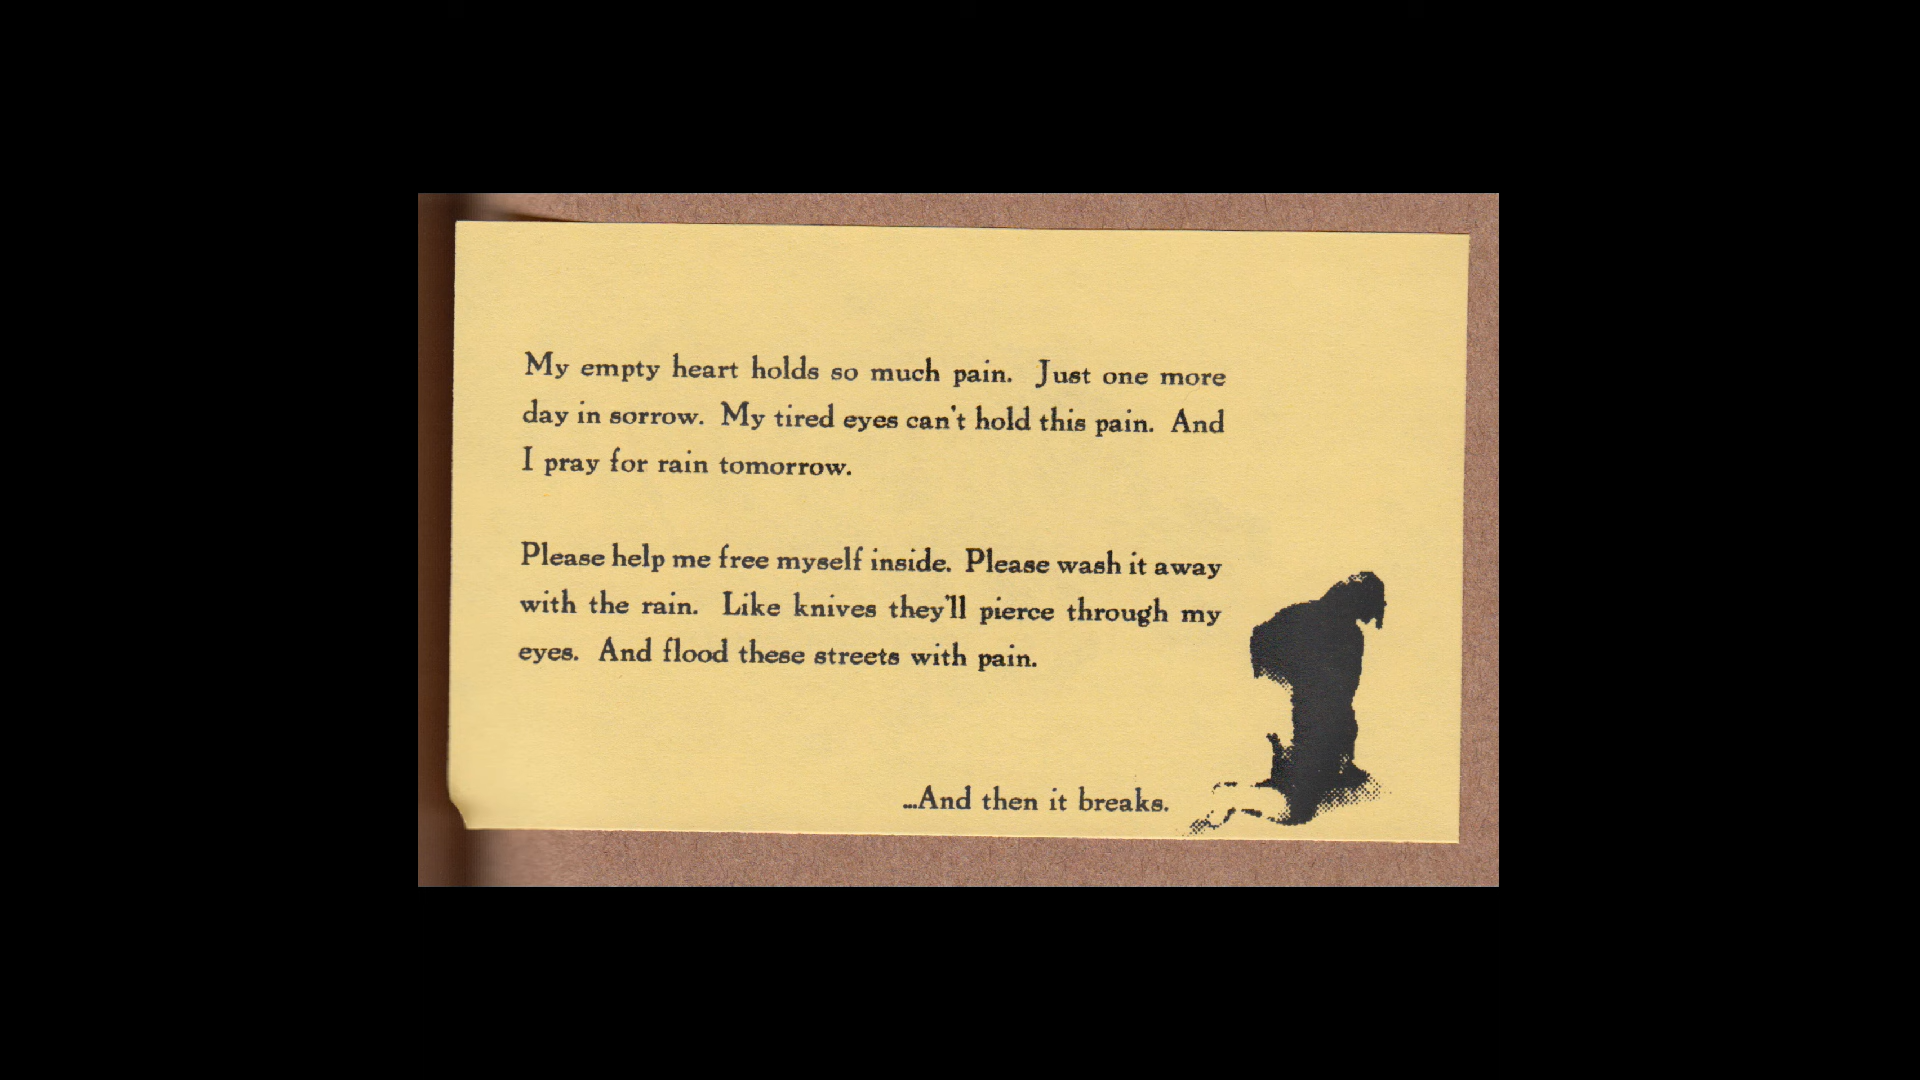 My empty heart holds so much pain.  Just one more
day in sorrow.  My tired eyes can't hold this pain.  And
I pray for rain tomorrow.
Please help me free myself inside.  Please wash it away
with the rain.  Like knives they'll pierce through my
eyes.  And flood these streets with pain.
...And then it breaks.